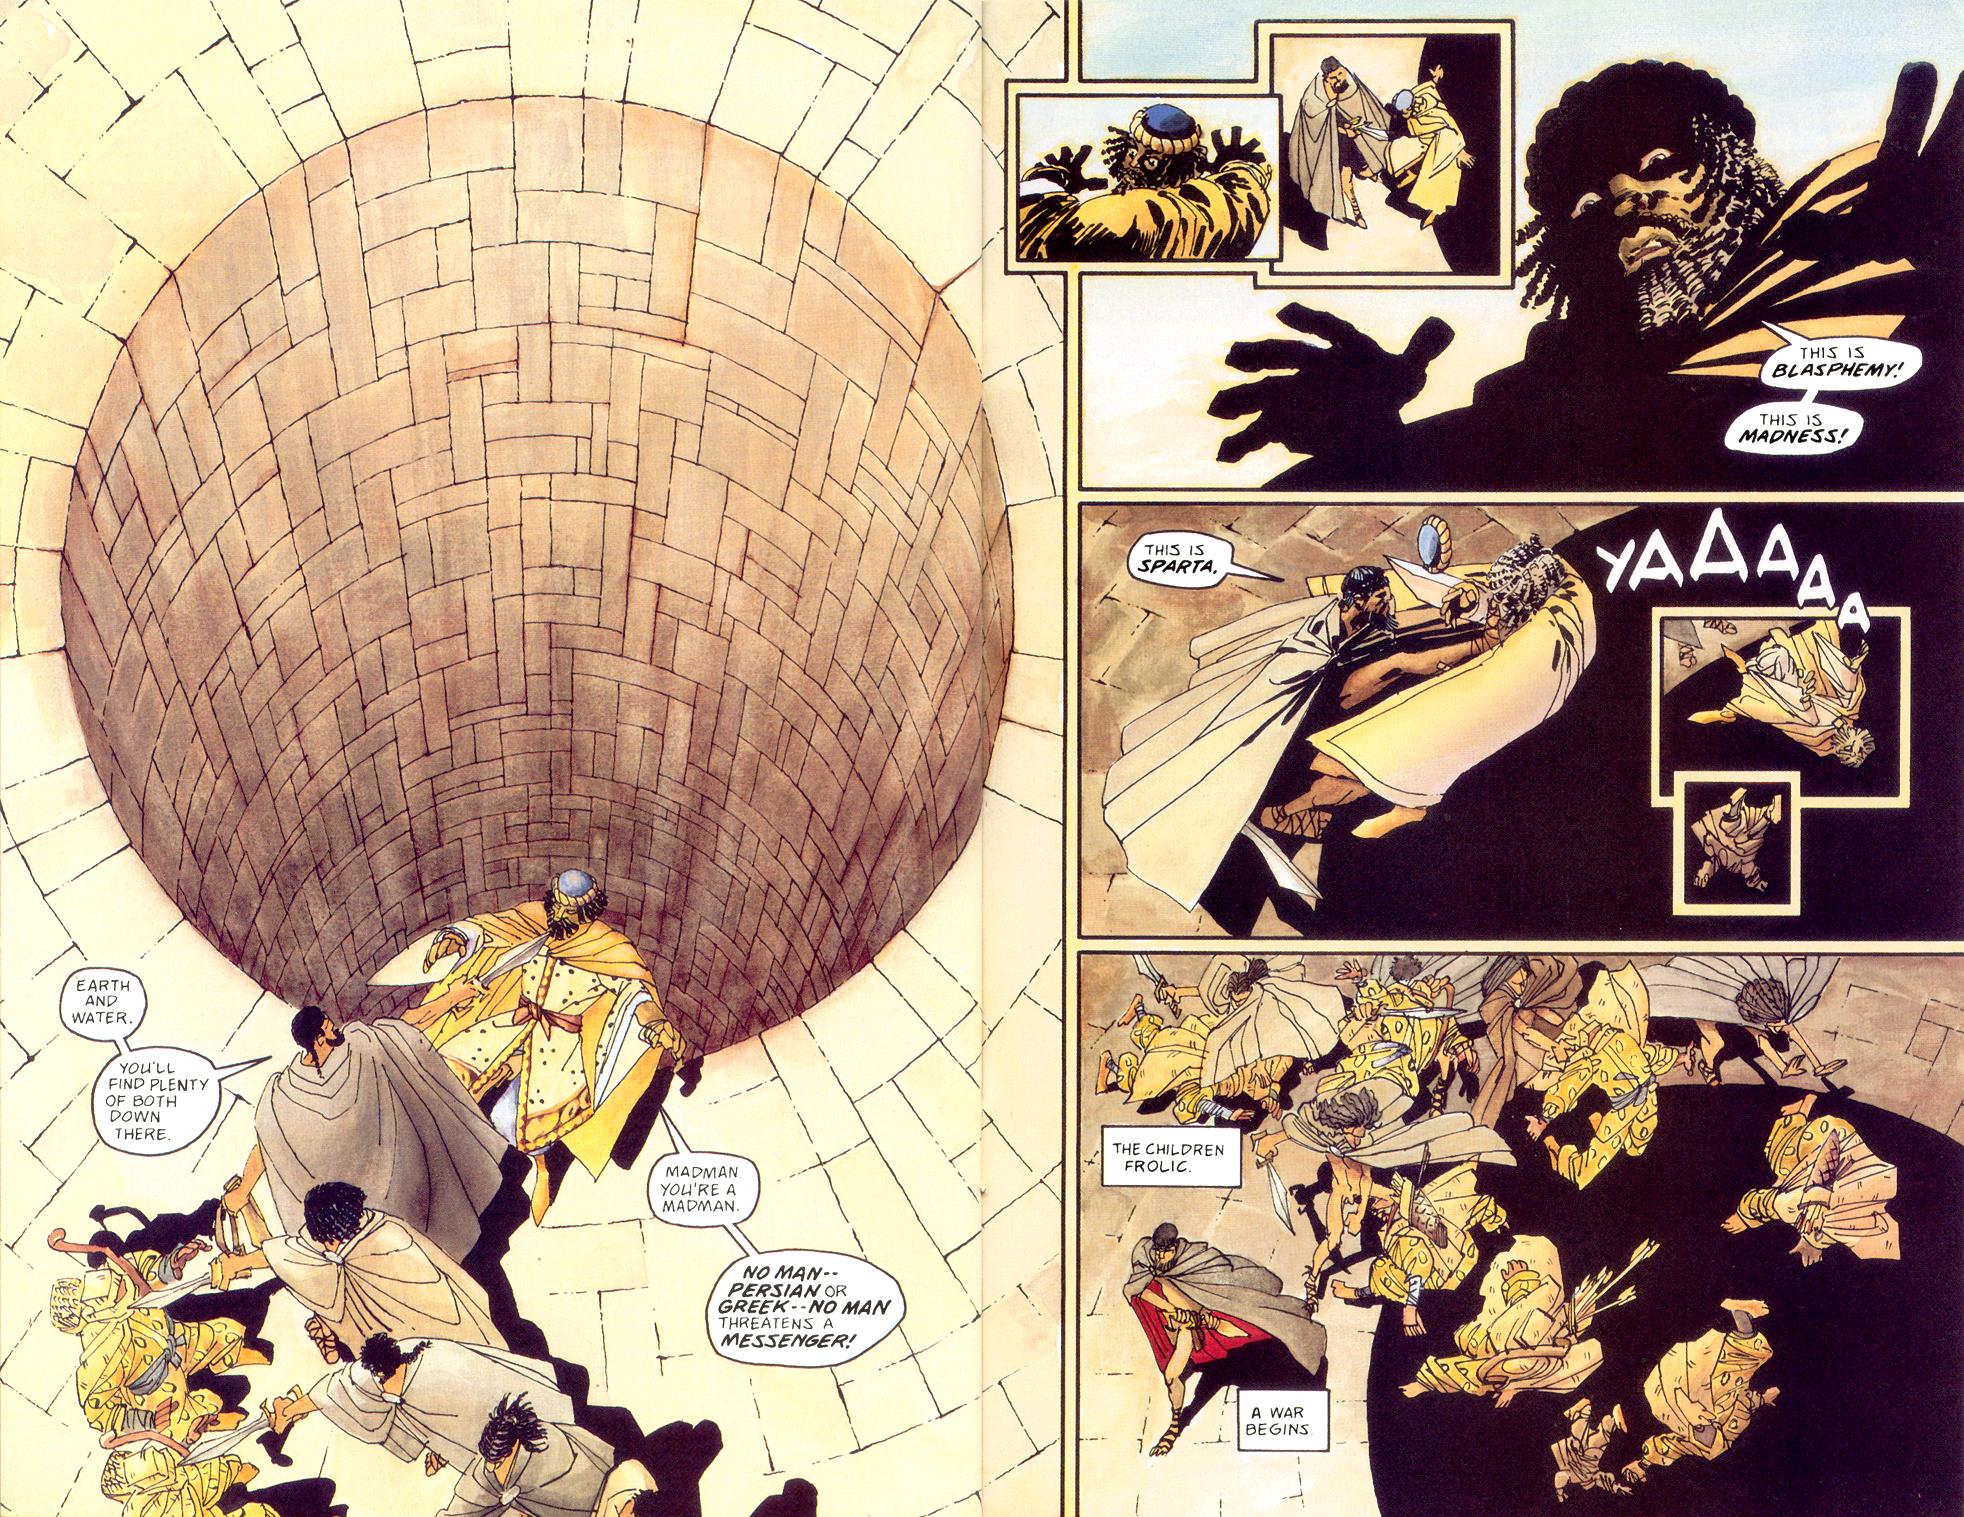 EARTH
AND
WATER.
YOU'LL
FIND PLENTY
OF BOTH
DOWN
THERE.
MADMAN.
YOU'RE A
MADMAN.
NO MAN--
PERSIAN OR
GREEK--NO MAN
THREATENS A
MESSENGER!
THIS IS
BLASPHEMY!
THIS IS
MADNESS!
THIS IS
SPARTA.
YAAAAA
THE CHILDREN
FROLIC.
A WAR
BEGINS.